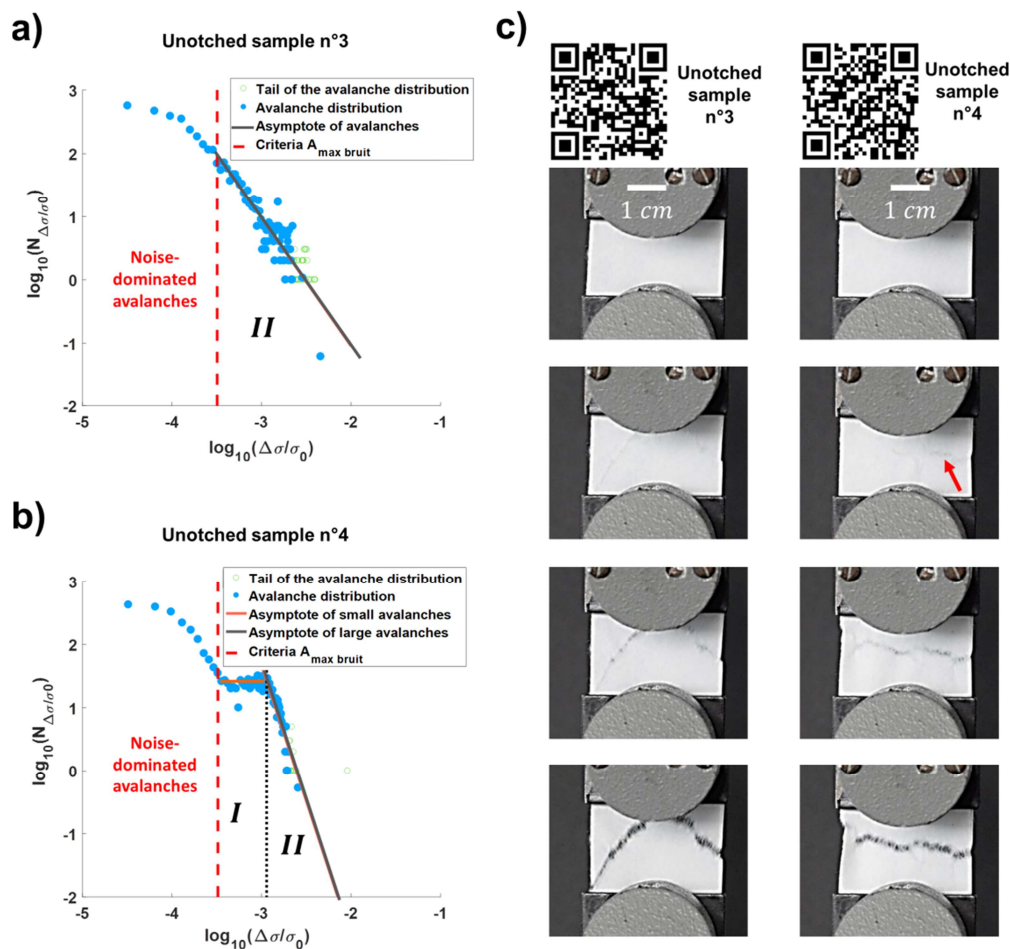 a)
Unotched sample n°3
Tail of the avalanche distribution
Avalanche distribution
Asymptote of avalanches
Criteria A max bruit
3
2
1
0
-1
-2
-5
-4
-3
-2
-1
log10(N Δσ/σ0)
log10(Δσ/σ0)
Noise-
dominated
avalanches
II
b)
Unotched sample n°4
Tail of the avalanche distribution
Avalanche distribution
Asymptote of small avalanches
Asymptote of large avalanches
Criteria A max bruit
3
2
1
0
-1
-2
-5
-4
-3
-2
-1
log10(N Δσ/σ0)
log10(Δσ/σ0)
Noise-
dominated
avalanches
I
II
c)
Unotched
sample
n°3
Unotched
sample
n°4
1 cm
1 cm